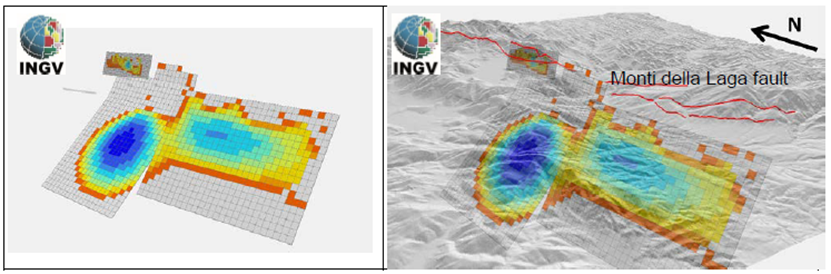 INGV
INGV
N
Monti della Laga fault